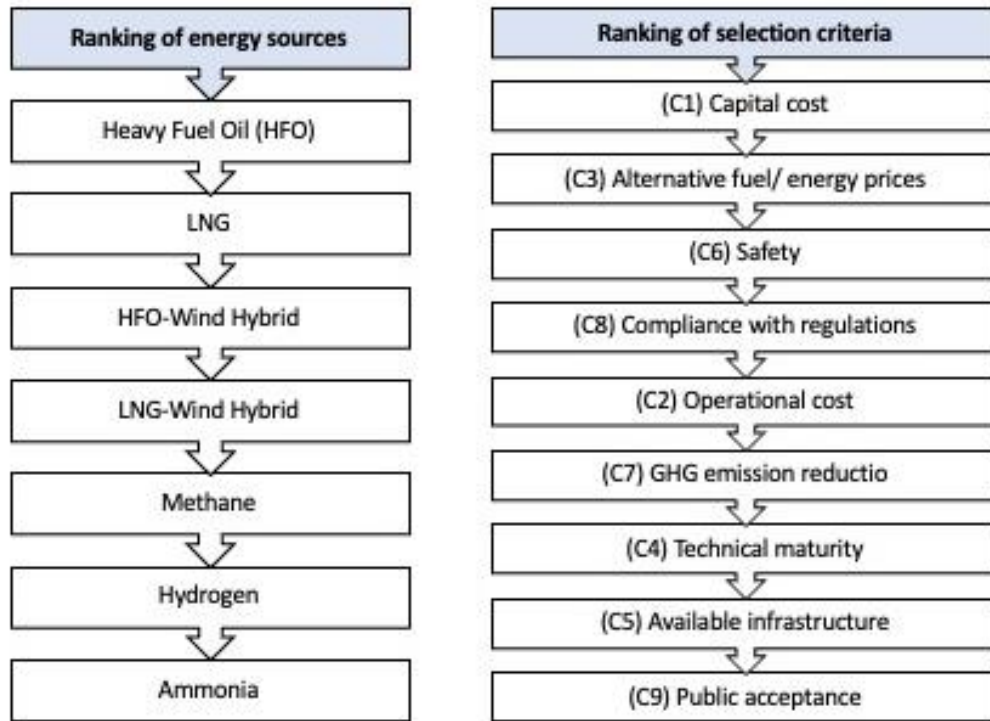 Ranking of energy sources
Heavy Fuel Oil (HFO)
LNG
HFO-Wind Hybrid
LNG-Wind Hybrid
Methane
Hydrogen
Ammonia
Ranking of selection criteria
(C1) Capital cost
(C3) Alternative fuel/ energy prices
(C6) Safety
(C8) Compliance with regulations
(C2) Operational cost
(C7) GHG emission reductio
(C4) Technical maturity
(C5) Available infrastructure
(C9) Public acceptance